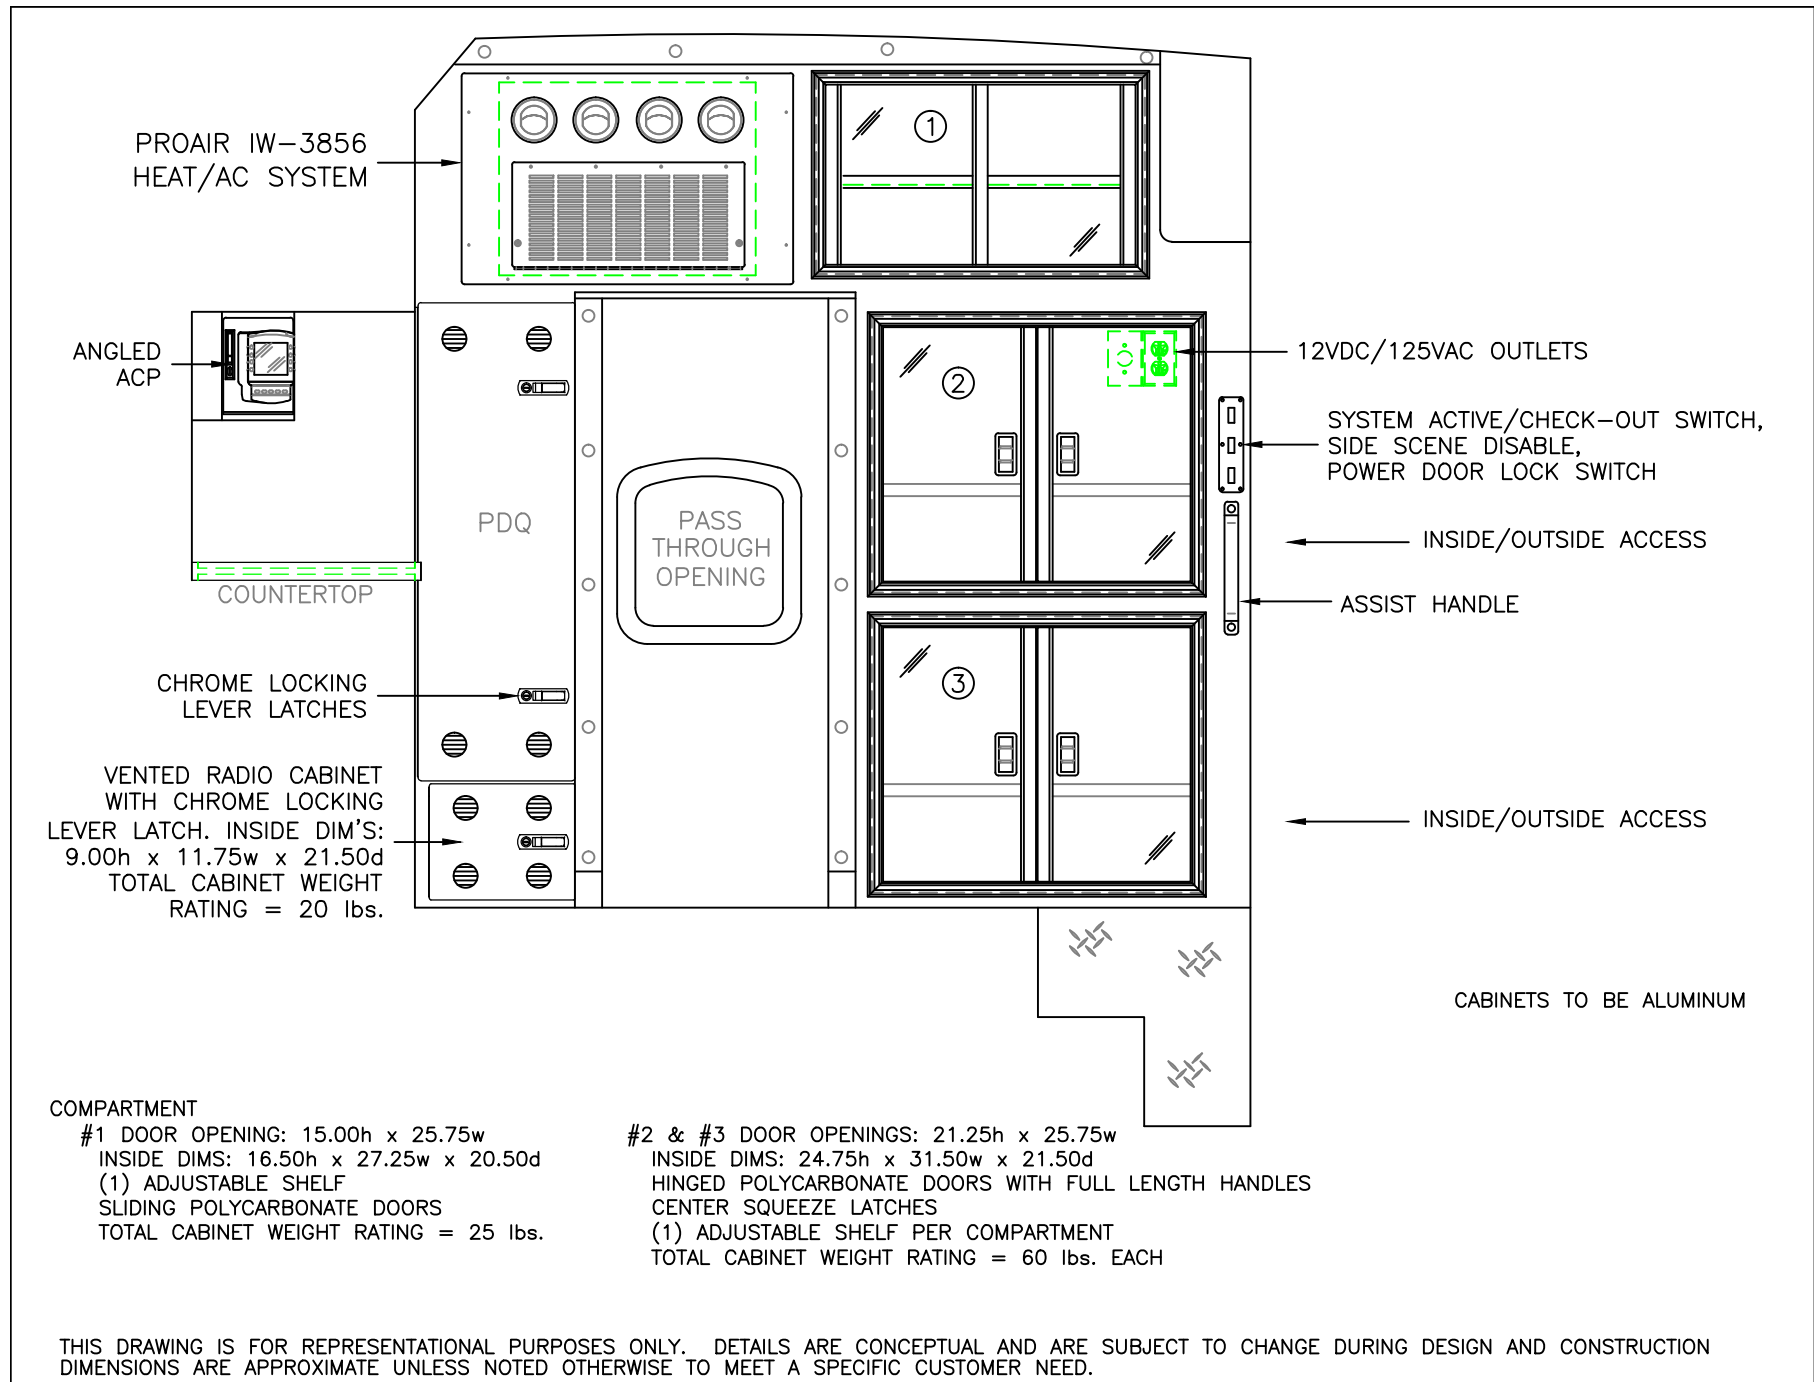 PROAIR IW-3856
HEAT/AC SYSTEM
1
ANGLED
ACP
12VDC/125VAC OUTLETS
2
SYSTEM ACTIVE/CHECK-OUT SWITCH,
SIDE SCENE DISABLE,
POWER DOOR LOCK SWITCH
PDQ
PASS
THROUGH
OPENING
INSIDE/OUTSIDE ACCESS
COUNTERTOP
ASSIST HANDLE
CHROME LOCKING
LEVER LATCHES
3
VENTED RADIO CABINET
WITH CHROME LOCKING
LEVER LATCH. INSIDE DIM'S:
9.00h x 11.75w x 21.50d
TOTAL CABINET WEIGHT
RATING = 20 lbs.
INSIDE/OUTSIDE ACCESS
CABINETS TO BE ALUMINUM
COMPARTMENT
#1 DOOR OPENING: 15.00h x 25.75w
INSIDE DIMS: 16.50h x 27.25w x 20.50d
(1) ADJUSTABLE SHELF
SLIDING POLYCARBONATE DOORS
TOTAL CABINET WEIGHT RATING = 25 lbs.
#2 & #3 DOOR OPENINGS: 21.25h x 25.75w
INSIDE DIMS: 24.75h x 31.50w x 21.50d
HINGED POLYCARBONATE DOORS WITH FULL LENGTH HANDLES
CENTER SQUEEZE LATCHES
(1) ADJUSTABLE SHELF PER COMPARTMENT
TOTAL CABINET WEIGHT RATING = 60 lbs. EACH
THIS DRAWING IS FOR REPRESENTATIONAL PURPOSES ONLY.  DETAILS ARE CONCEPTUAL AND ARE SUBJECT TO CHANGE DURING DESIGN AND CONSTRUCTION
DIMENSIONS ARE APPROXIMATE UNLESS NOTED OTHERWISE TO MEET A SPECIFIC CUSTOMER NEED.